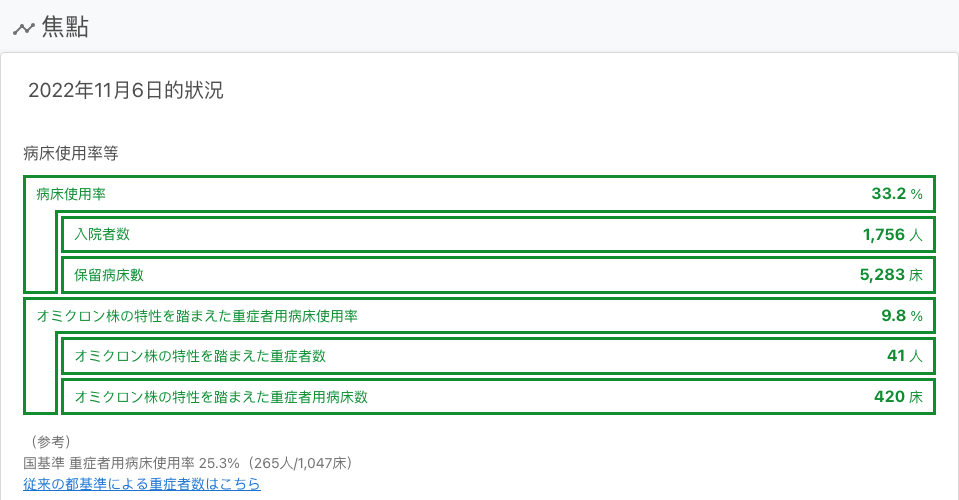 焦點
2022年11月6日的狀況
病床使用率等
病床使用率 33.2 %
入院者数 1,756 人
保留病床數 5,283 床
オミクロン株の特性を踏まえた重症者用病床使用率 9.8 %
オミクロン株の特性を踏まえた重症者数 41 人
オミクロン株の特性を踏まえた重症者用病床数 420 床
（参考）
国基準 重症者用病床使用率 25.3%（265人/1,047床）
従来の都基準による重症者数はこちら